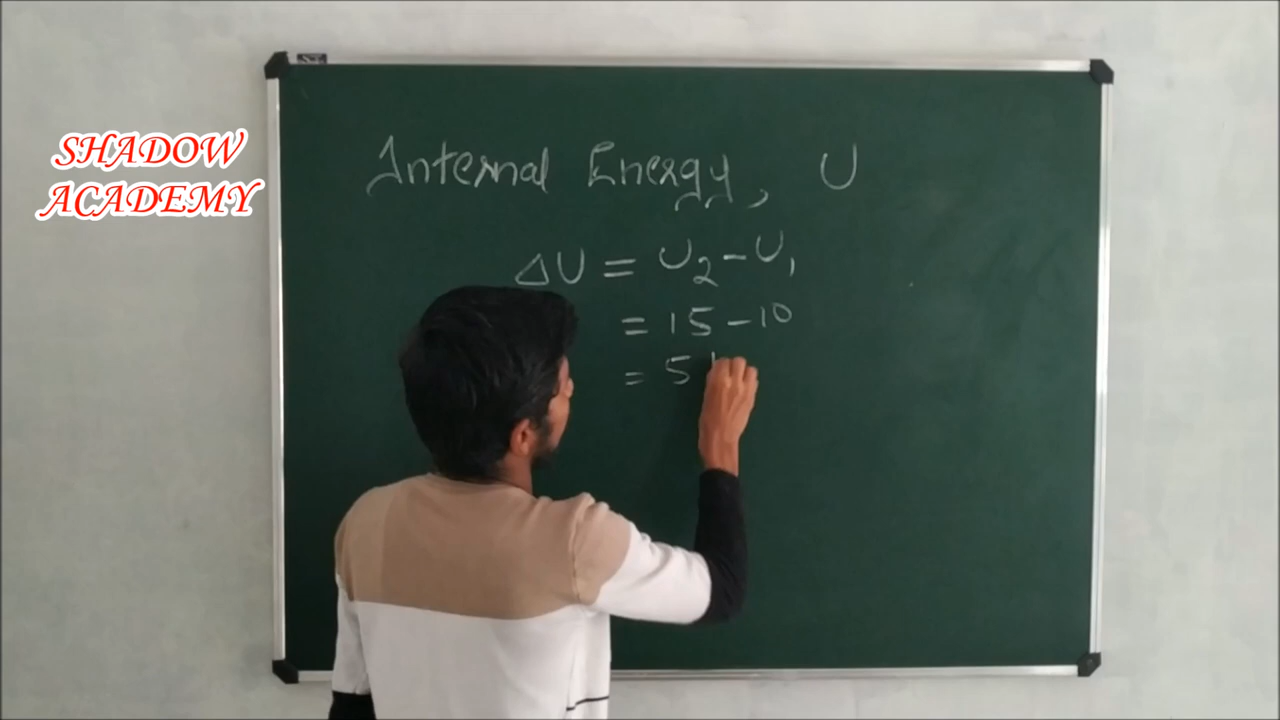 SHADOW
ACADEMY
Internal Energy, U
ΔU = U₂ - U₁
= 15 - 10
= 5